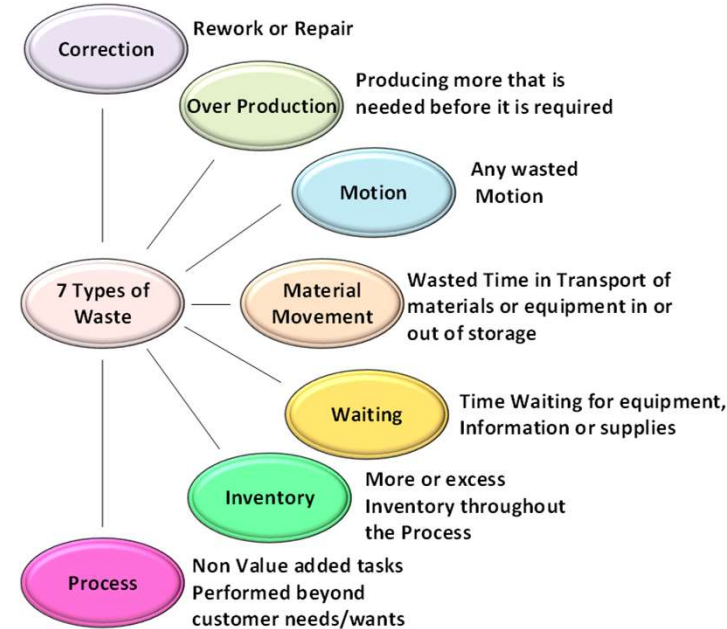 Correction
Rework or Repair
Over Production
Producing more that is
needed before it is required
Motion
Any wasted
Motion
7 Types of
Waste
Material
Movement
Wasted Time in Transport of
materials or equipment in or
out of storage
Waiting
Time Waiting for equipment,
Information or supplies
Inventory
More or excess
Inventory throughout
the Process
Process
Non Value added tasks
Performed beyond
customer needs/wants